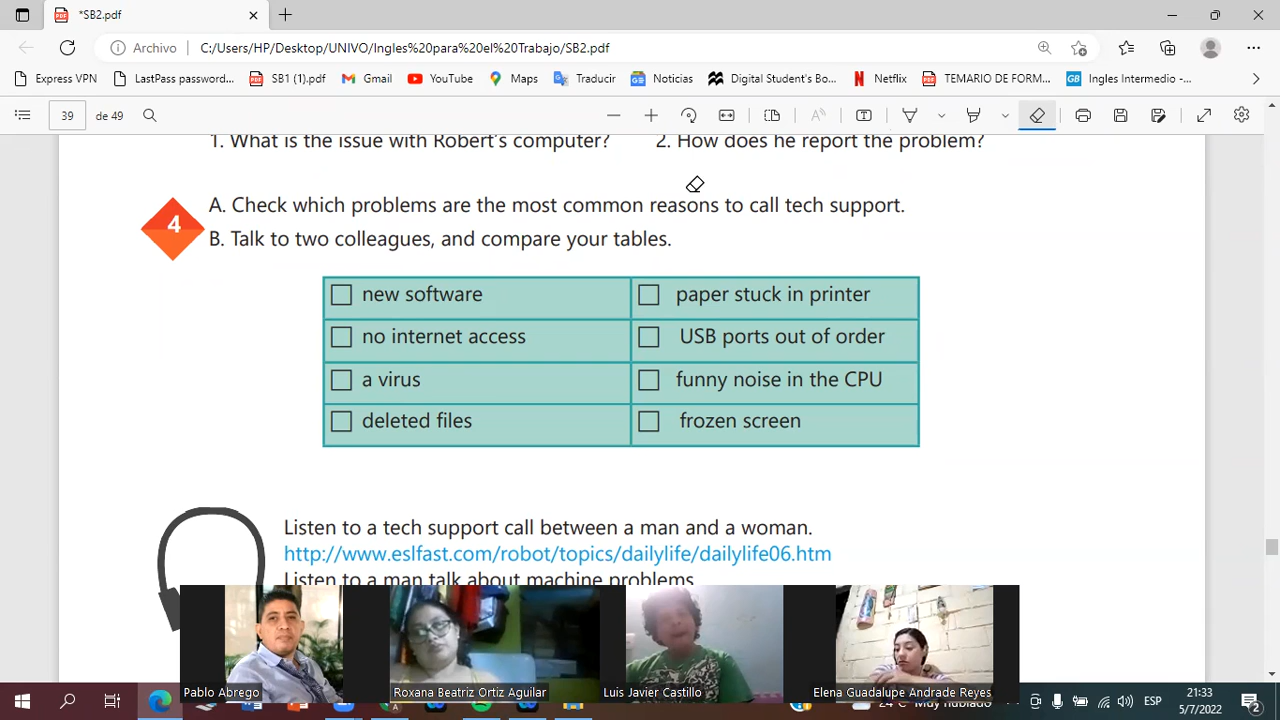 *SB2.pdf
Archivo C:/Users/HP/Desktop/UNIVO/Ingles%20para%20el%20Trabajo/SB2.pdf
Express VPN LastPass password... SB1 (1).pdf Gmail YouTube Maps Traducir Noticias Digital Student's Bo... Netflix TEMARIO DE FORM... Ingles Intermedio -...
39 de 49
1. What is the issue with Robert's computer? 2. How does he report the problem?
4
A. Check which problems are the most common reasons to call tech support.
B. Talk to two colleagues, and compare your tables.
new software paper stuck in printer
no internet access USB ports out of order
a virus funny noise in the CPU
deleted files frozen screen
Listen to a tech support call between a man and a woman.
http://www.eslfast.com/robot/topics/dailylife/dailylife06.htm
Listen to a man talk about machine problems
Pablo Abrego Roxana Beatriz Ortiz Aguilar Luis Javier Castillo Elena Guadalupe Andrade Reyes
24°C Muy nublado ESP 21:33
5/7/2022 2